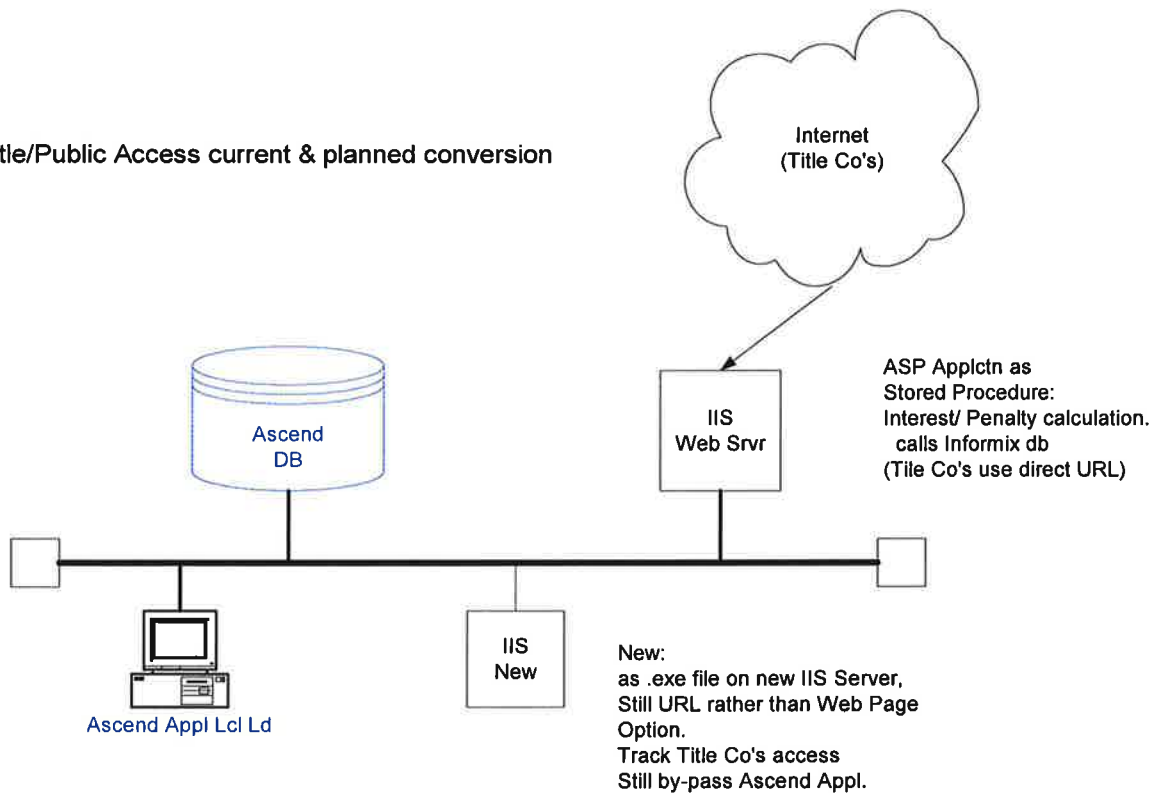 tle/Public Access current & planned conversion
Internet
(Title Co's)
Ascend
DB
IIS
Web Srvr
ASP Applctn as
Stored Procedure:
Interest/ Penalty calculation.
calls Informix db
(Tile Co's use direct URL)
Ascend Appl Lcl Ld
IIS
New
New:
as .exe file on new IIS Server,
Still URL rather than Web Page
Option.
Track Title Co's access
Still by-pass Ascend Appl.